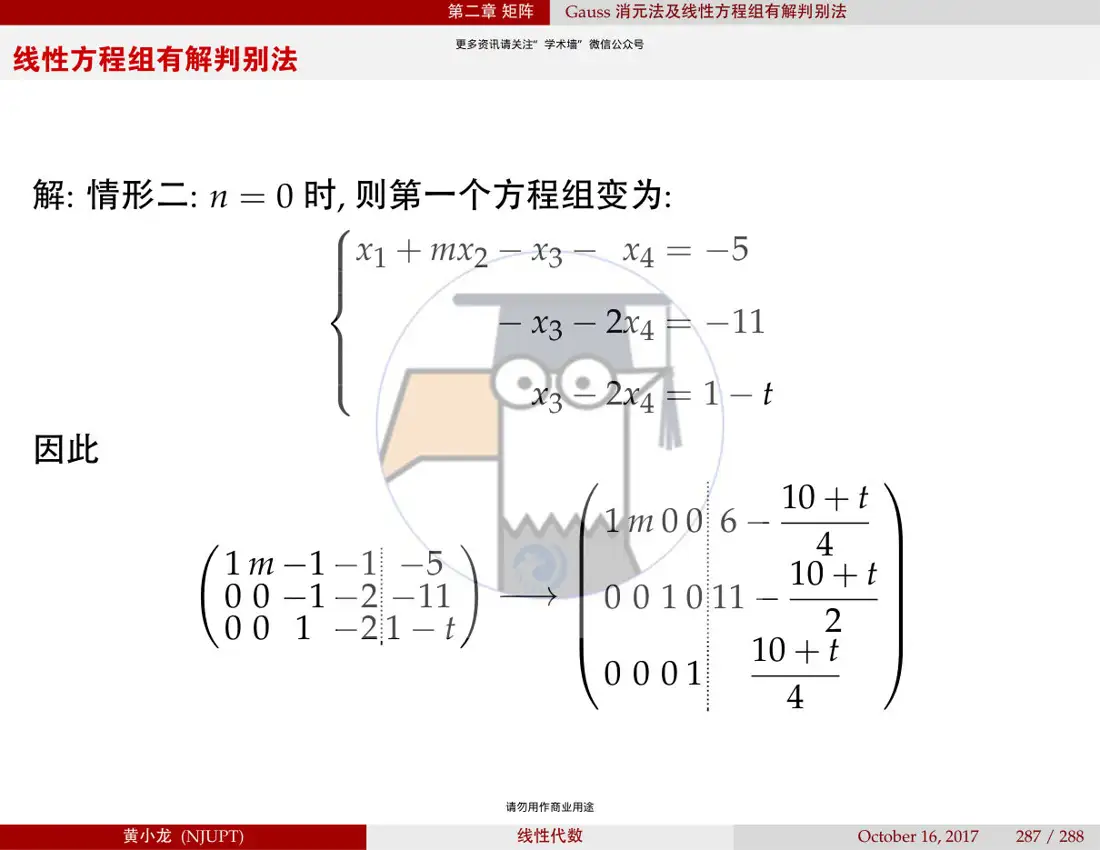 第二章 矩阵 Gauss 消元法及线性方程组有解判别法
更多资讯请关注“学术墙”微信公众号
线性方程组有解判别法
解: 情形二: n = 0 时, 则第一个方程组变为:
x₁ + mx₂ − x₃ − x₄ = −5
− x₃ − 2x₄ = −11
x₃ − 2x₄ = 1 − t
因此
1 m −1 −1 −5
0 0 −1 −2 −11
0 0 1 −2 1 − t
⟶
1 m 0 0 6 − (10 + t)/4
0 0 1 0 11 − (10 + t)/2
0 0 0 1 (10 + t)/4
请勿用作商业用途
黄小龙 (NJUPT) 线性代数 October 16, 2017 287 / 288